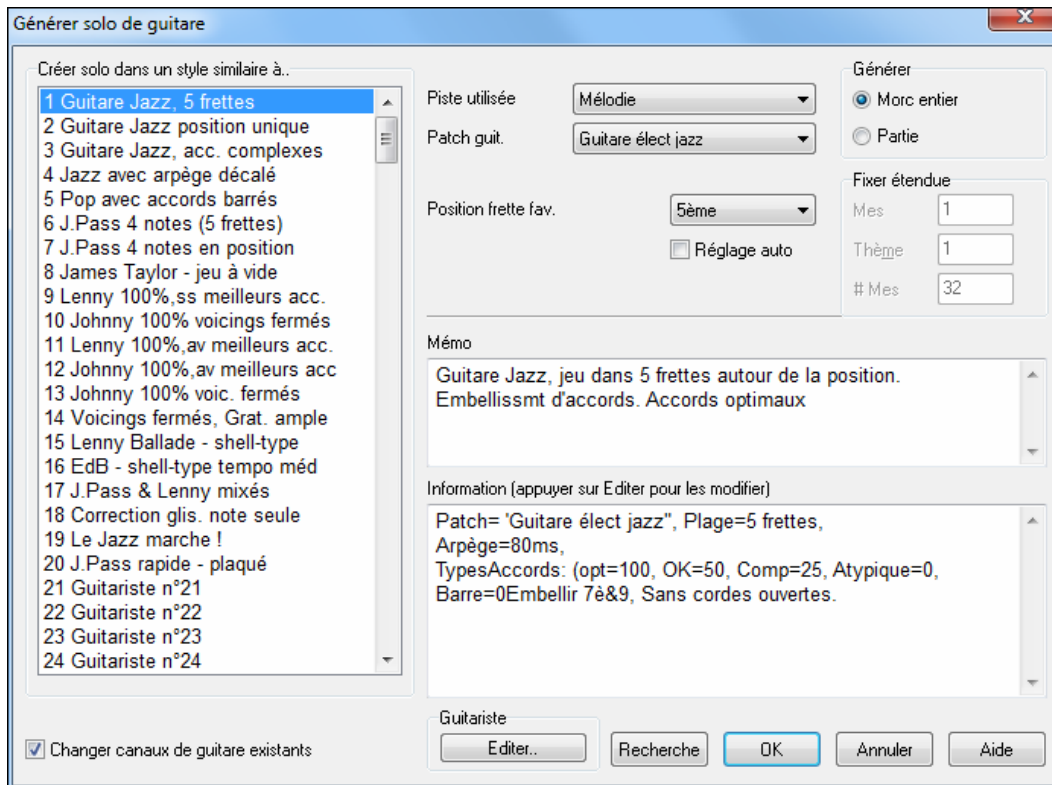 Générer solo de guitare
Créer solo dans un style similaire à..
1 Guitare Jazz, 5 frettes
2 Guitare Jazz position unique
3 Guitare Jazz, acc. complexes
4 Jazz avec arpège décalé
5 Pop avec accords barrés
6 J.Pass 4 notes (5 frettes)
7 J.Pass 4 notes en position
8 James Taylor - jeu à vide
9 Lenny 100%,ss meilleurs acc.
10 Johnny 100% voicings fermés
11 Lenny 100%,av meilleurs acc.
12 Johnny 100%,av meilleurs acc
13 Johnny 100% voic. fermés
14 Voicings fermés, Grat. ample
15 Lenny Ballade - shell-type
16 EdB - shell-type tempo méd
17 J.Pass & Lenny mixés
18 Correction glis. note seule
19 Le Jazz marche !
20 J.Pass rapide - plaqué
21 Guitariste n°21
22 Guitariste n°22
23 Guitariste n°23
24 Guitariste n°24
Changer canaux de guitare existants
Piste utilisée
Mélodie
Patch guit.
Guitare élect jazz
Position frette fav.
5ème
Réglage auto
Générer
Morc entier
Partie
Fixer étendue
Mes
1
Thème
1
# Mes
32
Mémo
Guitare Jazz, jeu dans 5 frettes autour de la position.
Embellissmt d'accords. Accords optimaux
Information (appuyer sur Editer pour les modifier)
Patch= 'Guitare élect jazz", Plage=5 frettes,
Arpège=80ms,
TypesAccords: (opt=100, OK=50, Comp=25, Atypique=0,
Barre=0Embellir 7è&9, Sans cordes ouvertes.
Guitariste
Editer..
Recherche
OK
Annuler
Aide